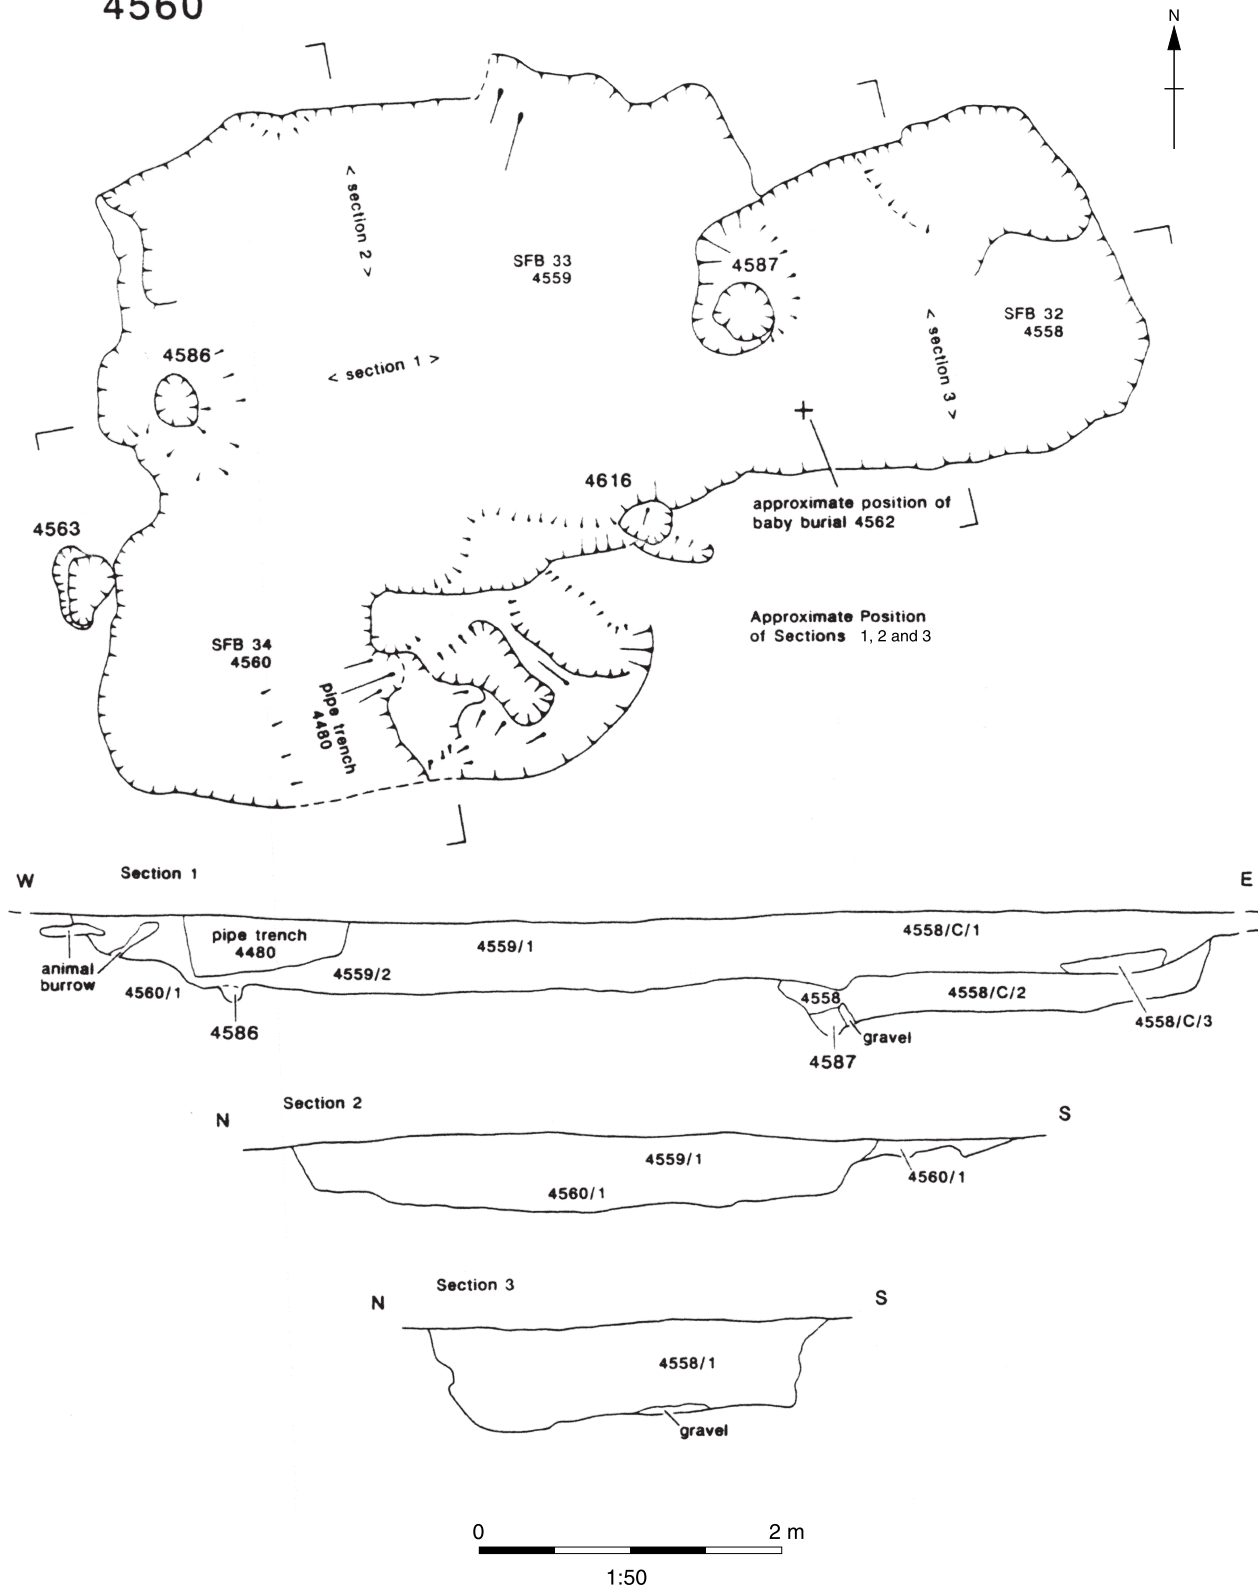 4560
N
< section 2 >
SFB 33
4559
4587
SFB 32
4558
4586
< section 1 >
< section 3 >
4616
approximate position of
baby burial 4562
4563
Approximate Position
of Sections 1, 2 and 3
SFB 34
4560
pipe trench
4480
W
Section 1
E
pipe trench
4480
4559/1
4558/C/1
animal
burrow
4559/2
4560/1
4558
4558/C/2
4558/C/3
4586
gravel
4587
Section 2
N
S
4559/1
4560/1
4560/1
Section 3
N
S
4558/1
gravel
0
2 m
1:50